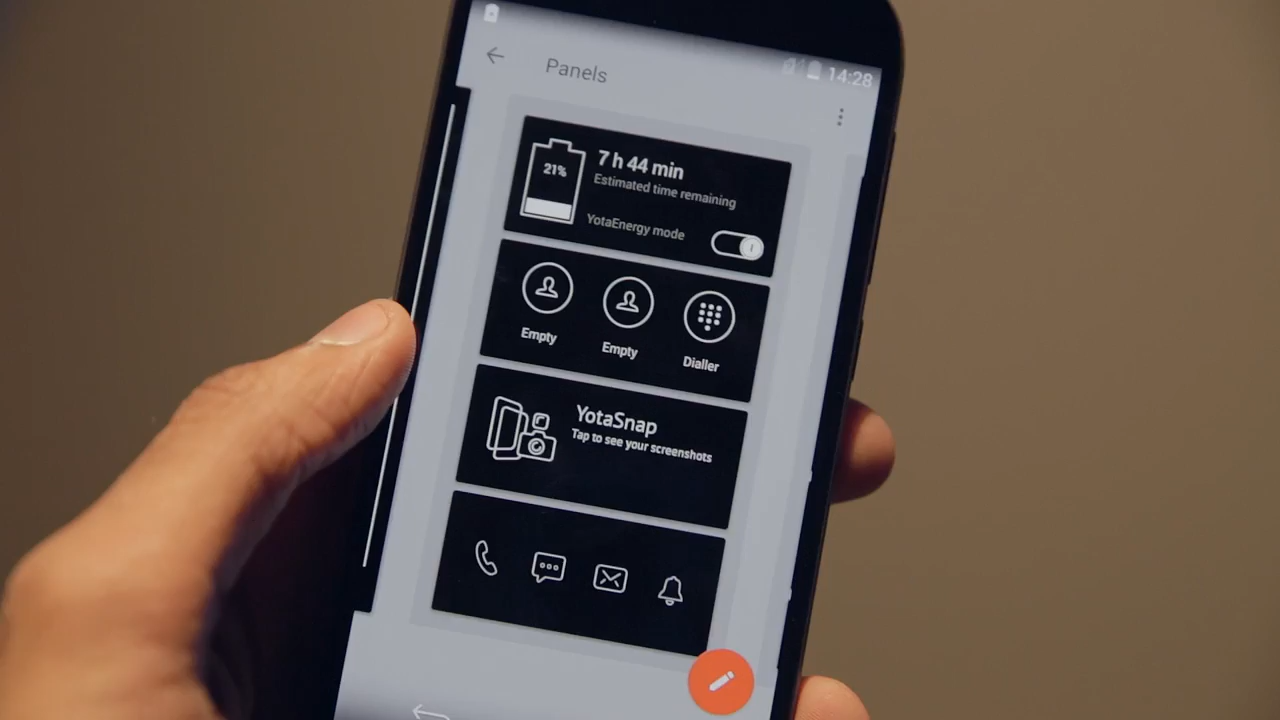 14:28
Panels
21%
7 h 44 min
Estimated time remaining
YotaEnergy mode
Empty
Empty
Dialler
YotaSnap
Tap to see your screenshots